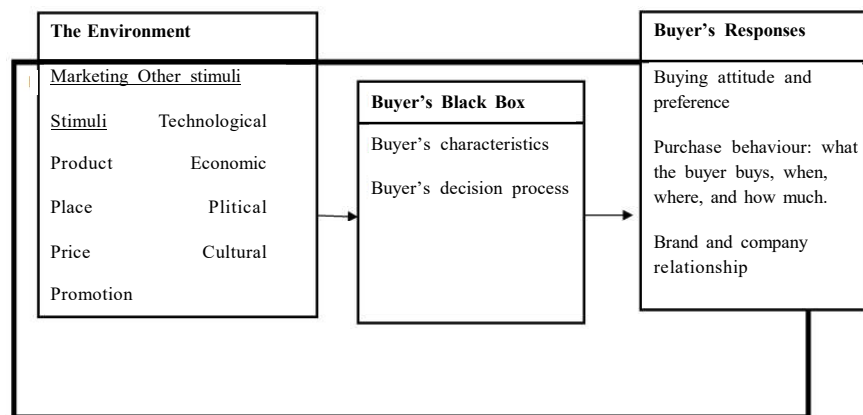 The Environment
Marketing Other stimuli
Stimuli Technological
Product Economic
Place Plitical
Price Cultural
Promotion
Buyer’s Black Box
Buyer’s characteristics
Buyer’s decision process
Buyer’s Responses
Buying attitude and
preference
Purchase behaviour: what
the buyer buys, when,
where, and how much.
Brand and company
relationship